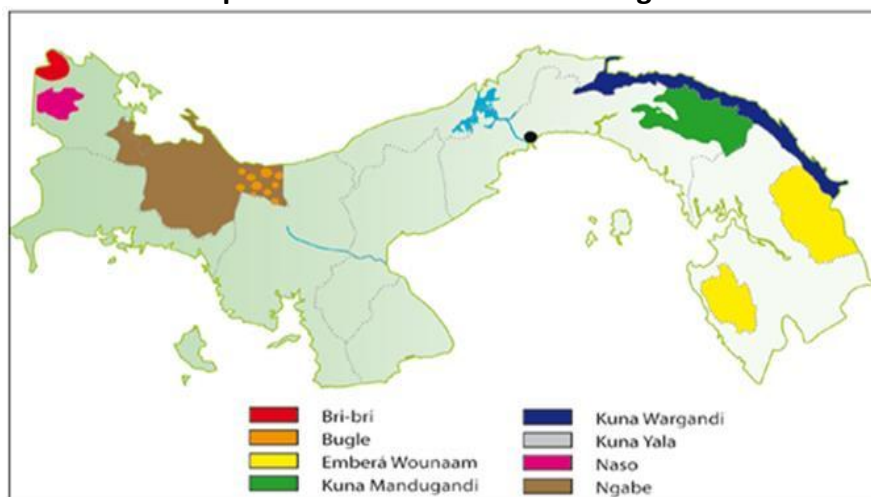 Bri-bri
Bugle
Emberá Wounaam
Kuna Mandugandi
Kuna Wargandi
Kuna Yala
Naso
Ngabe